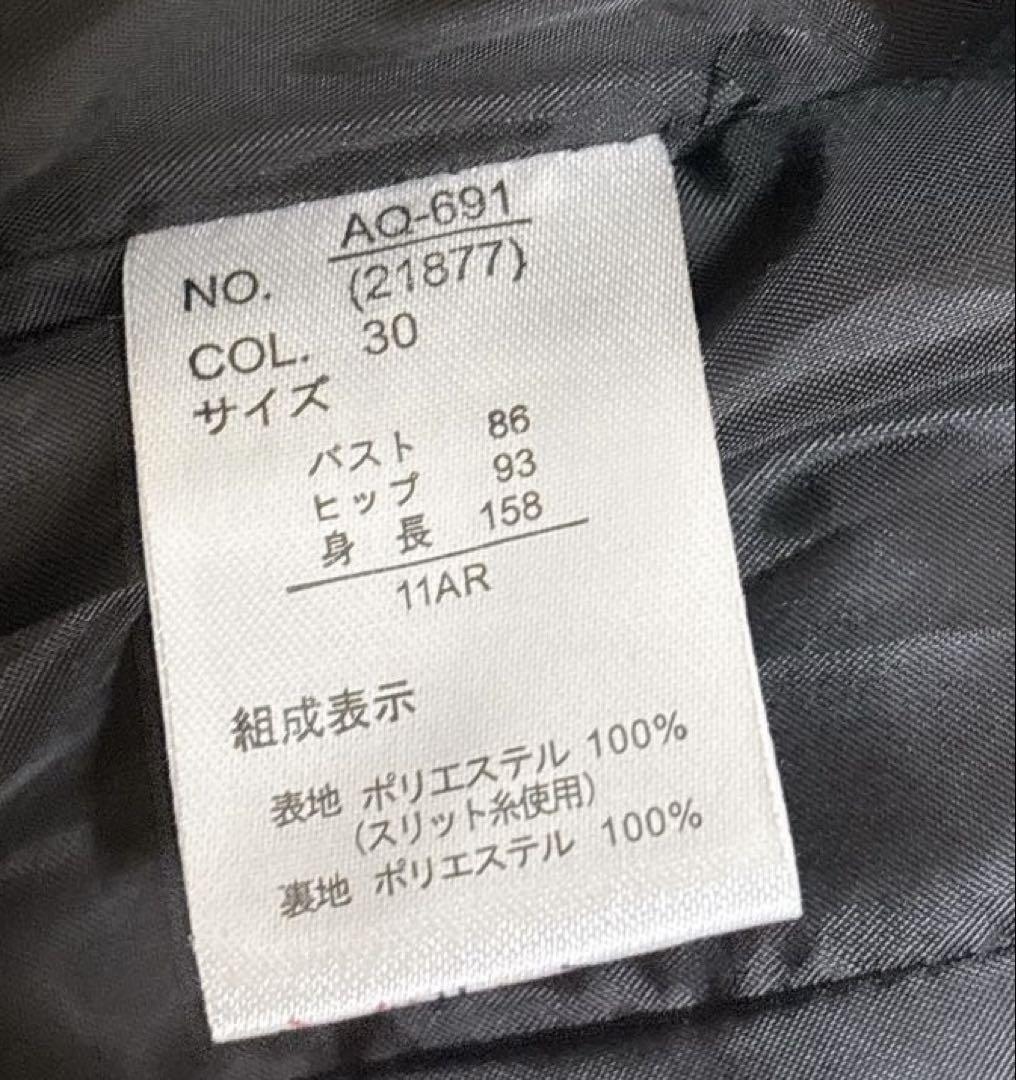 AQ-691
NO. (21877)
COL. 30
サイズ
バスト 86
ヒップ 93
身 長 158
11AR
組成表示
表地 ポリエステル 100%
(スリット糸使用)
裏地 ポリエステル 100%